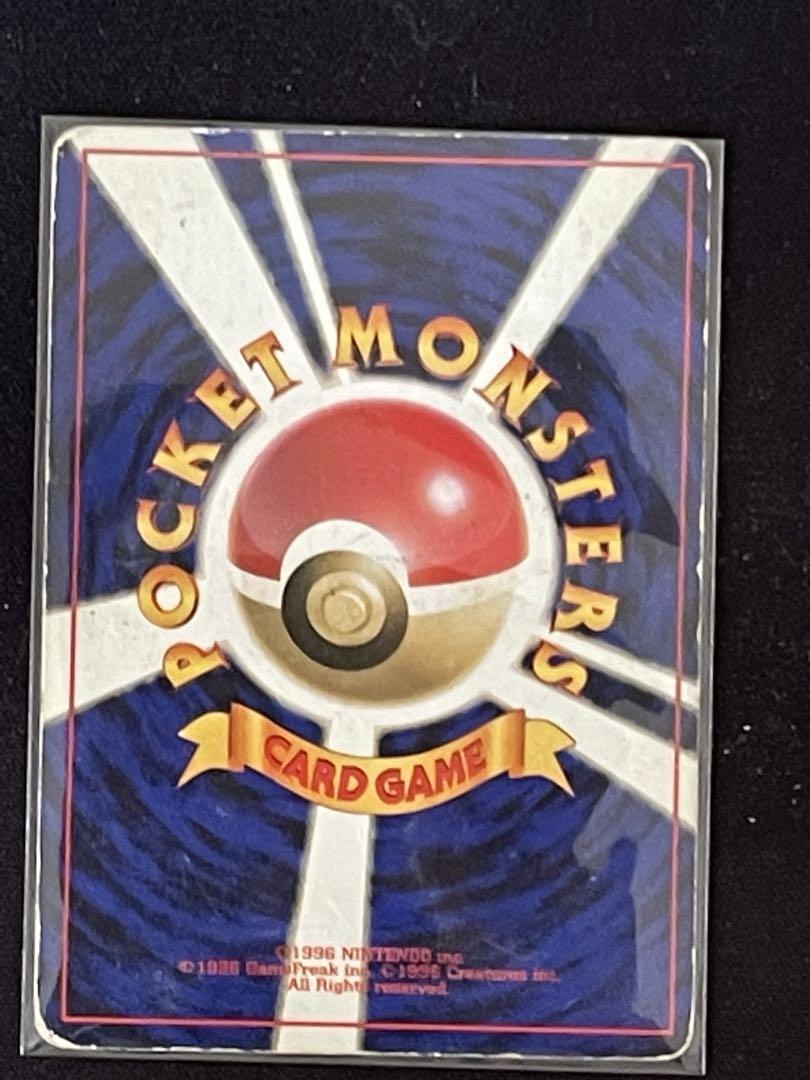 POCKET MONSTERS
CARD GAME
©1996 NINTENDO inc.
©1996 GameFreak inc. ©1996 Creatures inc.
All Rights reserved.